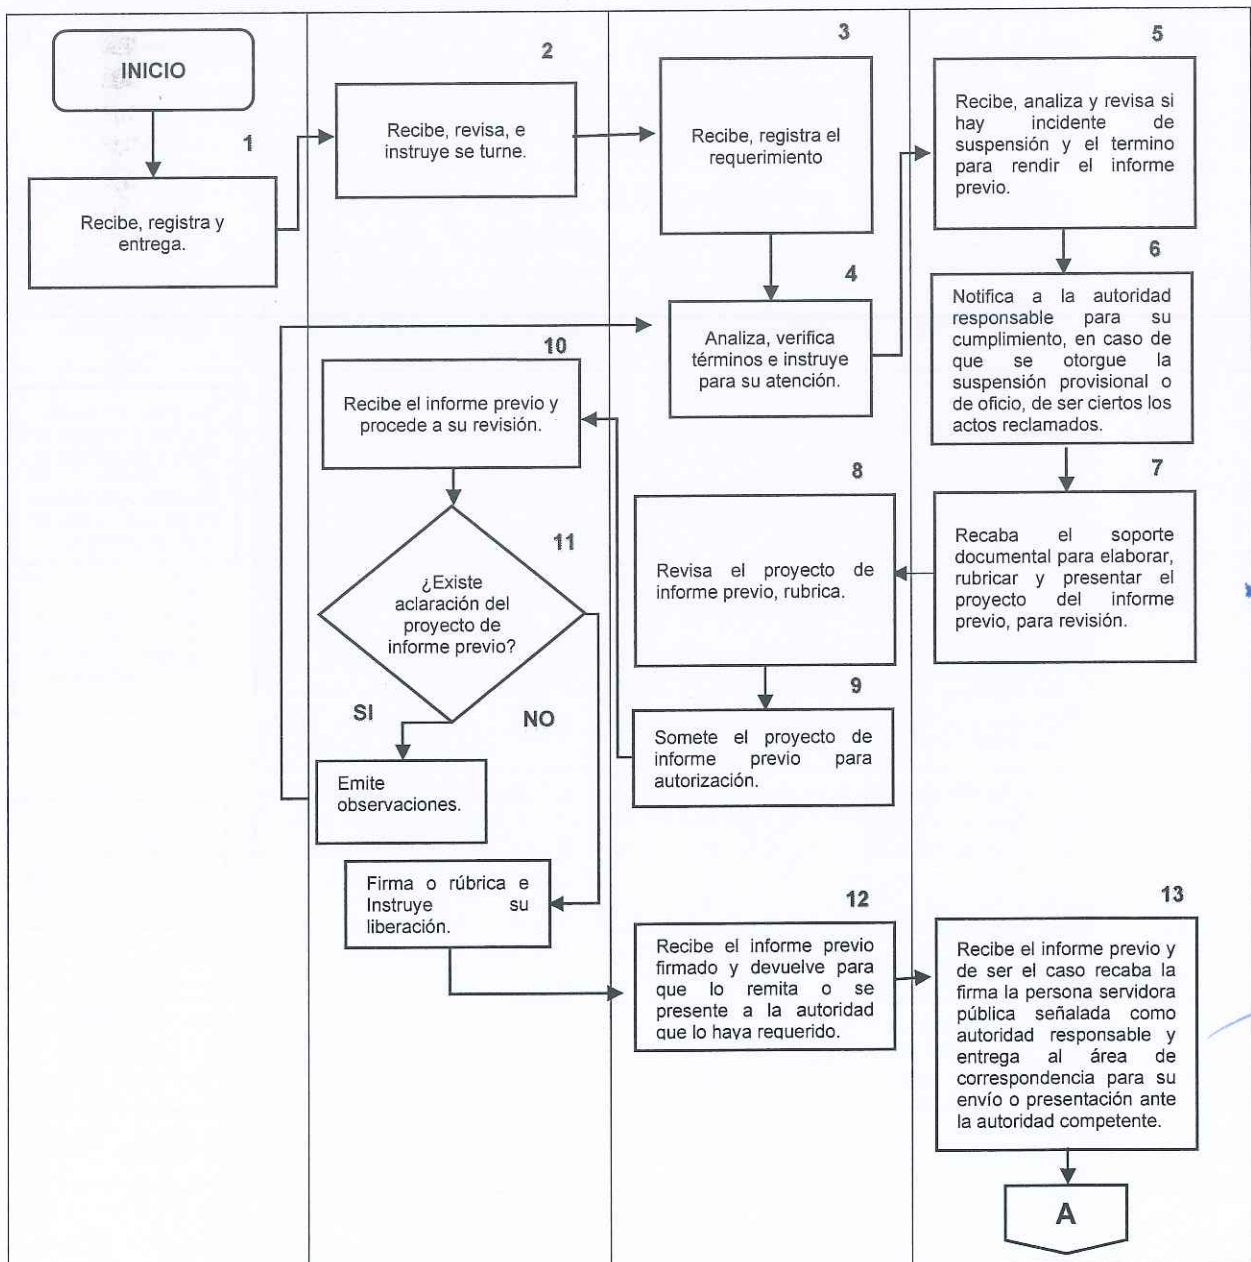 INICIO
1
Recibe, registra y
entrega.
2
Recibe, revisa, e
instruye se turne.
3
Recibe, registra el
requerimiento
4
Analiza, verifica
términos e instruye
para su atención.
5
Recibe, analiza y revisa si
hay incidente de
suspensión y el termino
para rendir el informe
previo.
6
Notifica a la autoridad
responsable para su
cumplimiento, en caso de
que se otorgue la
suspensión provisional o
de oficio, de ser ciertos los
actos reclamados.
7
Recaba el soporte
documental para elaborar,
rubricar y presentar el
proyecto del informe
previo, para revisión.
8
Revisa el proyecto de
informe previo, rubrica.
9
Somete el proyecto de
informe previo para
autorización.
10
Recibe el informe previo y
procede a su revisión.
11
¿Existe
aclaración del
proyecto de
informe previo?
SI
NO
Emite
observaciones.
Firma o rúbrica e
Instruye su
liberación.
12
Recibe el informe previo
firmado y devuelve para
que lo remita o se
presente a la autoridad
que lo haya requerido.
13
Recibe el informe previo y
de ser el caso recaba la
firma la persona servidora
pública señalada como
autoridad responsable y
entrega al área de
correspondencia para su
envío o presentación ante
la autoridad competente.
A